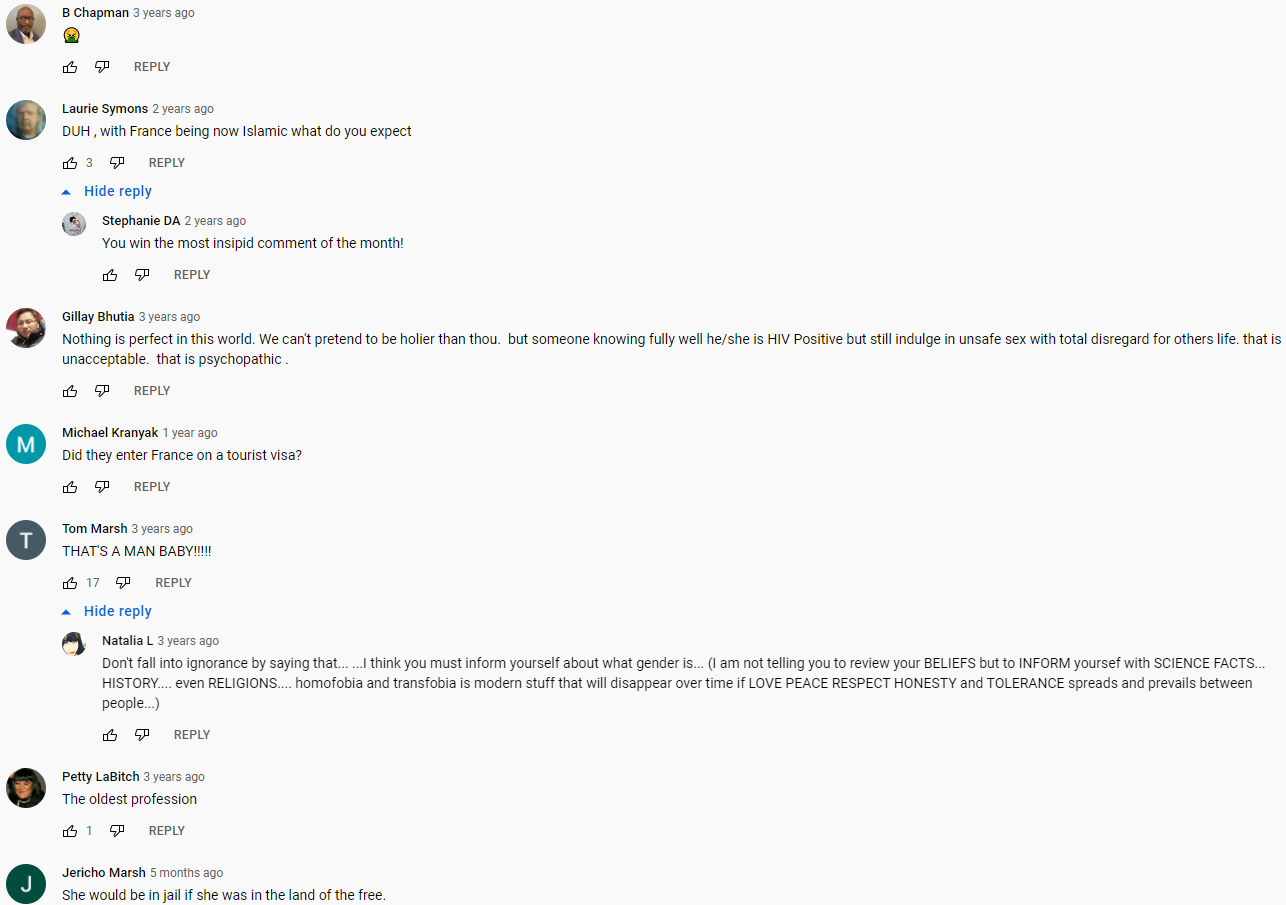 B Chapman 3 years ago
🤮
REPLY
Laurie Symons 2 years ago
DUH , with France being now Islamic what do you expect
3 REPLY
Hide reply
Stephanie DA 2 years ago
You win the most insipid comment of the month!
REPLY
Gillay Bhutia 3 years ago
Nothing is perfect in this world. We can't pretend to be holier than thou.  but someone knowing fully well he/she is HIV Positive but still indulge in unsafe sex with total disregard for others life. that is
unacceptable.  that is psychopathic .
REPLY
M
Michael Kranyak 1 year ago
Did they enter France on a tourist visa?
REPLY
T
Tom Marsh 3 years ago
THAT'S A MAN BABY!!!!!
17 REPLY
Hide reply
Natalia L 3 years ago
Don't fall into ignorance by saying that... ...I think you must inform yourself about what gender is... (I am not telling you to review your BELIEFS but to INFORM yoursef with SCIENCE FACTS...
HISTORY.... even RELIGIONS.... homofobia and transfobia is modern stuff that will disappear over time if LOVE PEACE RESPECT HONESTY and TOLERANCE spreads and prevails between
people...)
REPLY
Petty LaBitch 3 years ago
The oldest profession
1 REPLY
J
Jericho Marsh 5 months ago
She would be in jail if she was in the land of the free.